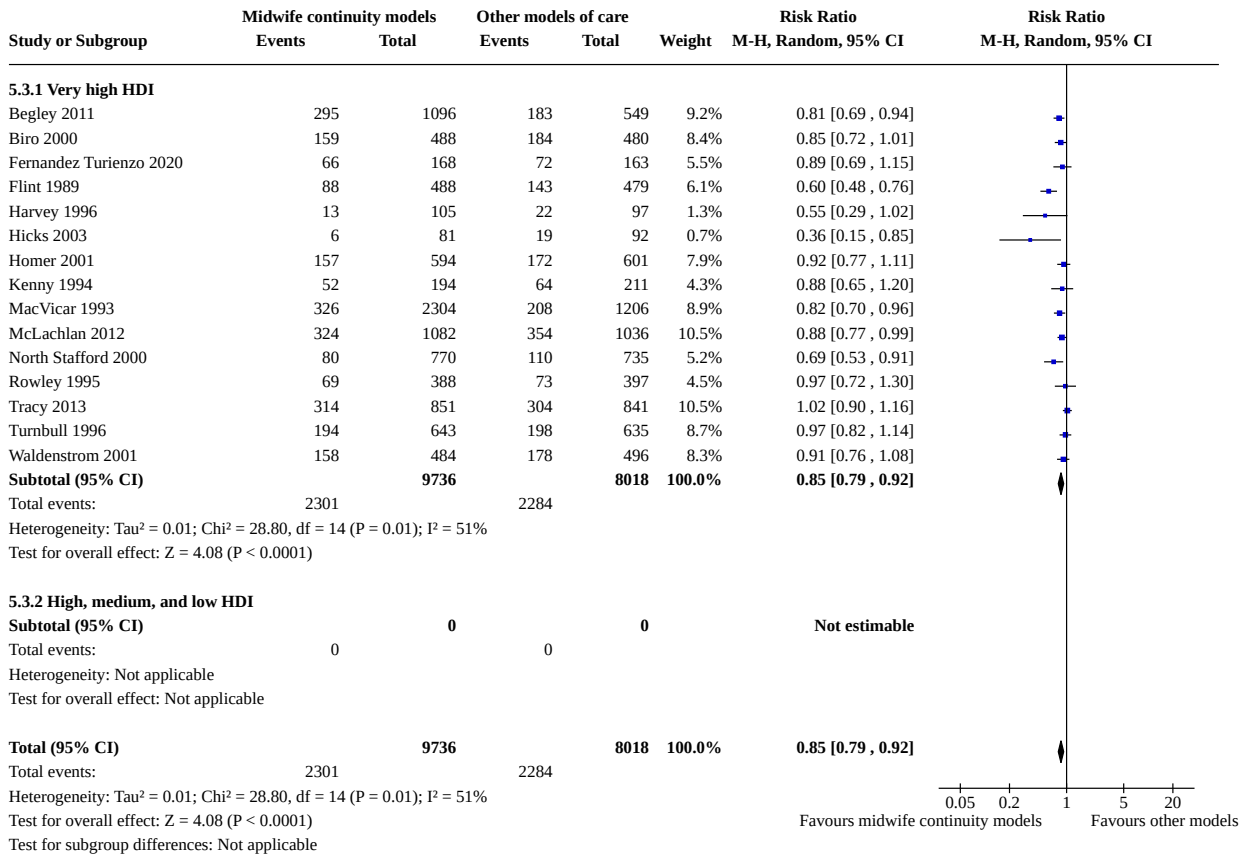 Midwife continuity models Other models of care Risk Ratio Risk Ratio
Study or Subgroup Events Total Events Total Weight M-H, Random, 95% CI M-H, Random, 95% CI
5.3.1 Very high HDI
Begley 2011 295 1096 183 549 9.2% 0.81 [0.69 , 0.94]
Biro 2000 159 488 184 480 8.4% 0.85 [0.72 , 1.01]
Fernandez Turienzo 2020 66 168 72 163 5.5% 0.89 [0.69 , 1.15]
Flint 1989 88 488 143 479 6.1% 0.60 [0.48 , 0.76]
Harvey 1996 13 105 22 97 1.3% 0.55 [0.29 , 1.02]
Hicks 2003 6 81 19 92 0.7% 0.36 [0.15 , 0.85]
Homer 2001 157 594 172 601 7.9% 0.92 [0.77 , 1.11]
Kenny 1994 52 194 64 211 4.3% 0.88 [0.65 , 1.20]
MacVicar 1993 326 2304 208 1206 8.9% 0.82 [0.70 , 0.96]
McLachlan 2012 324 1082 354 1036 10.5% 0.88 [0.77 , 0.99]
North Stafford 2000 80 770 110 735 5.2% 0.69 [0.53 , 0.91]
Rowley 1995 69 388 73 397 4.5% 0.97 [0.72 , 1.30]
Tracy 2013 314 851 304 841 10.5% 1.02 [0.90 , 1.16]
Turnbull 1996 194 643 198 635 8.7% 0.97 [0.82 , 1.14]
Waldenstrom 2001 158 484 178 496 8.3% 0.91 [0.76 , 1.08]
Subtotal (95% CI) 9736 8018 100.0% 0.85 [0.79 , 0.92]
Total events: 2301 2284
Heterogeneity: Tau² = 0.01; Chi² = 28.80, df = 14 (P = 0.01); I² = 51%
Test for overall effect: Z = 4.08 (P < 0.0001)
5.3.2 High, medium, and low HDI
Subtotal (95% CI) 0 0 Not estimable
Total events: 0 0
Heterogeneity: Not applicable
Test for overall effect: Not applicable
Total (95% CI) 9736 8018 100.0% 0.85 [0.79 , 0.92]
Total events: 2301 2284
Heterogeneity: Tau² = 0.01; Chi² = 28.80, df = 14 (P = 0.01); I² = 51%
0.05 0.2 1 5 20
Test for overall effect: Z = 4.08 (P < 0.0001) Favours midwife continuity models Favours other models
Test for subgroup differences: Not applicable